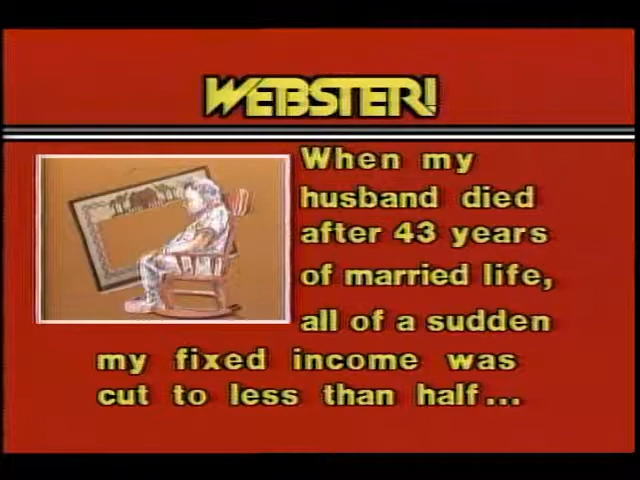 WEBSTER!
When my
husband died
after 43 years
of married life,
all of a sudden
my fixed income was
cut to less than half...